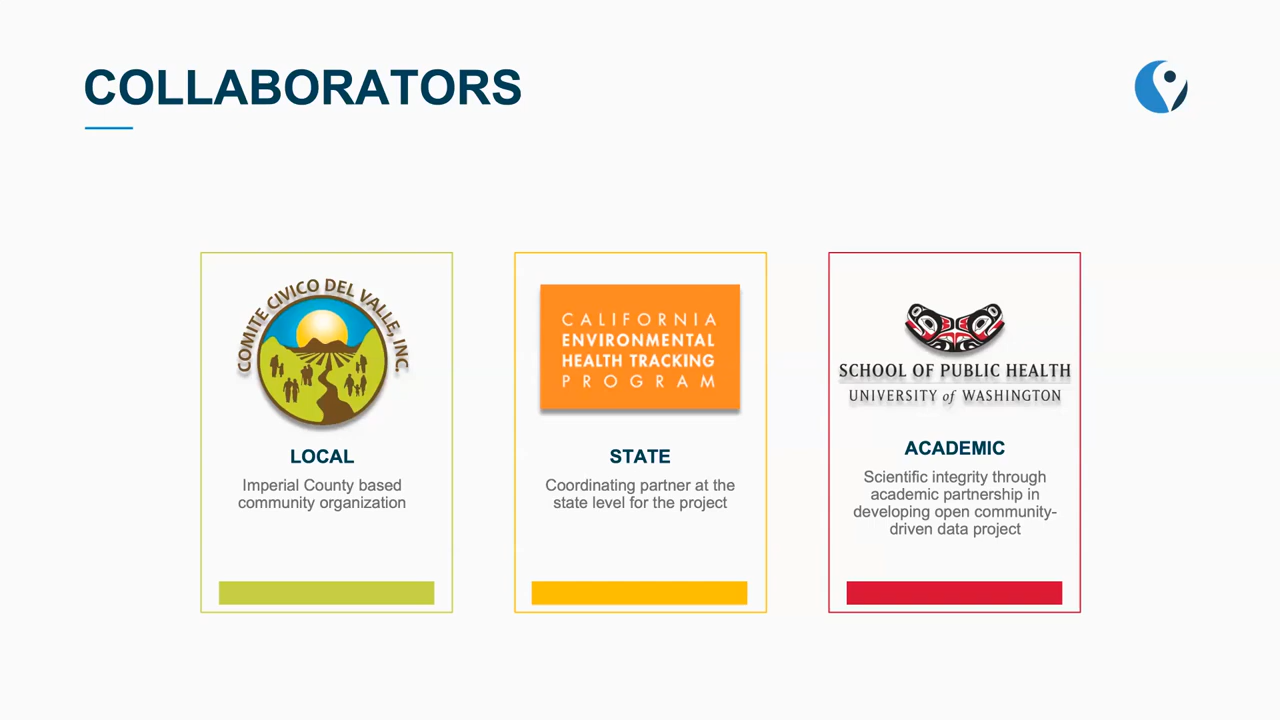 COLLABORATORS
COMITE CIVICO DEL VALLE, INC.
LOCAL
Imperial County based
community organization
CALIFORNIA
ENVIRONMENTAL
HEALTH TRACKING
PROGRAM
STATE
Coordinating partner at the
state level for the project
SCHOOL OF PUBLIC HEALTH
UNIVERSITY of WASHINGTON
ACADEMIC
Scientific integrity through
academic partnership in
developing open community-
driven data project